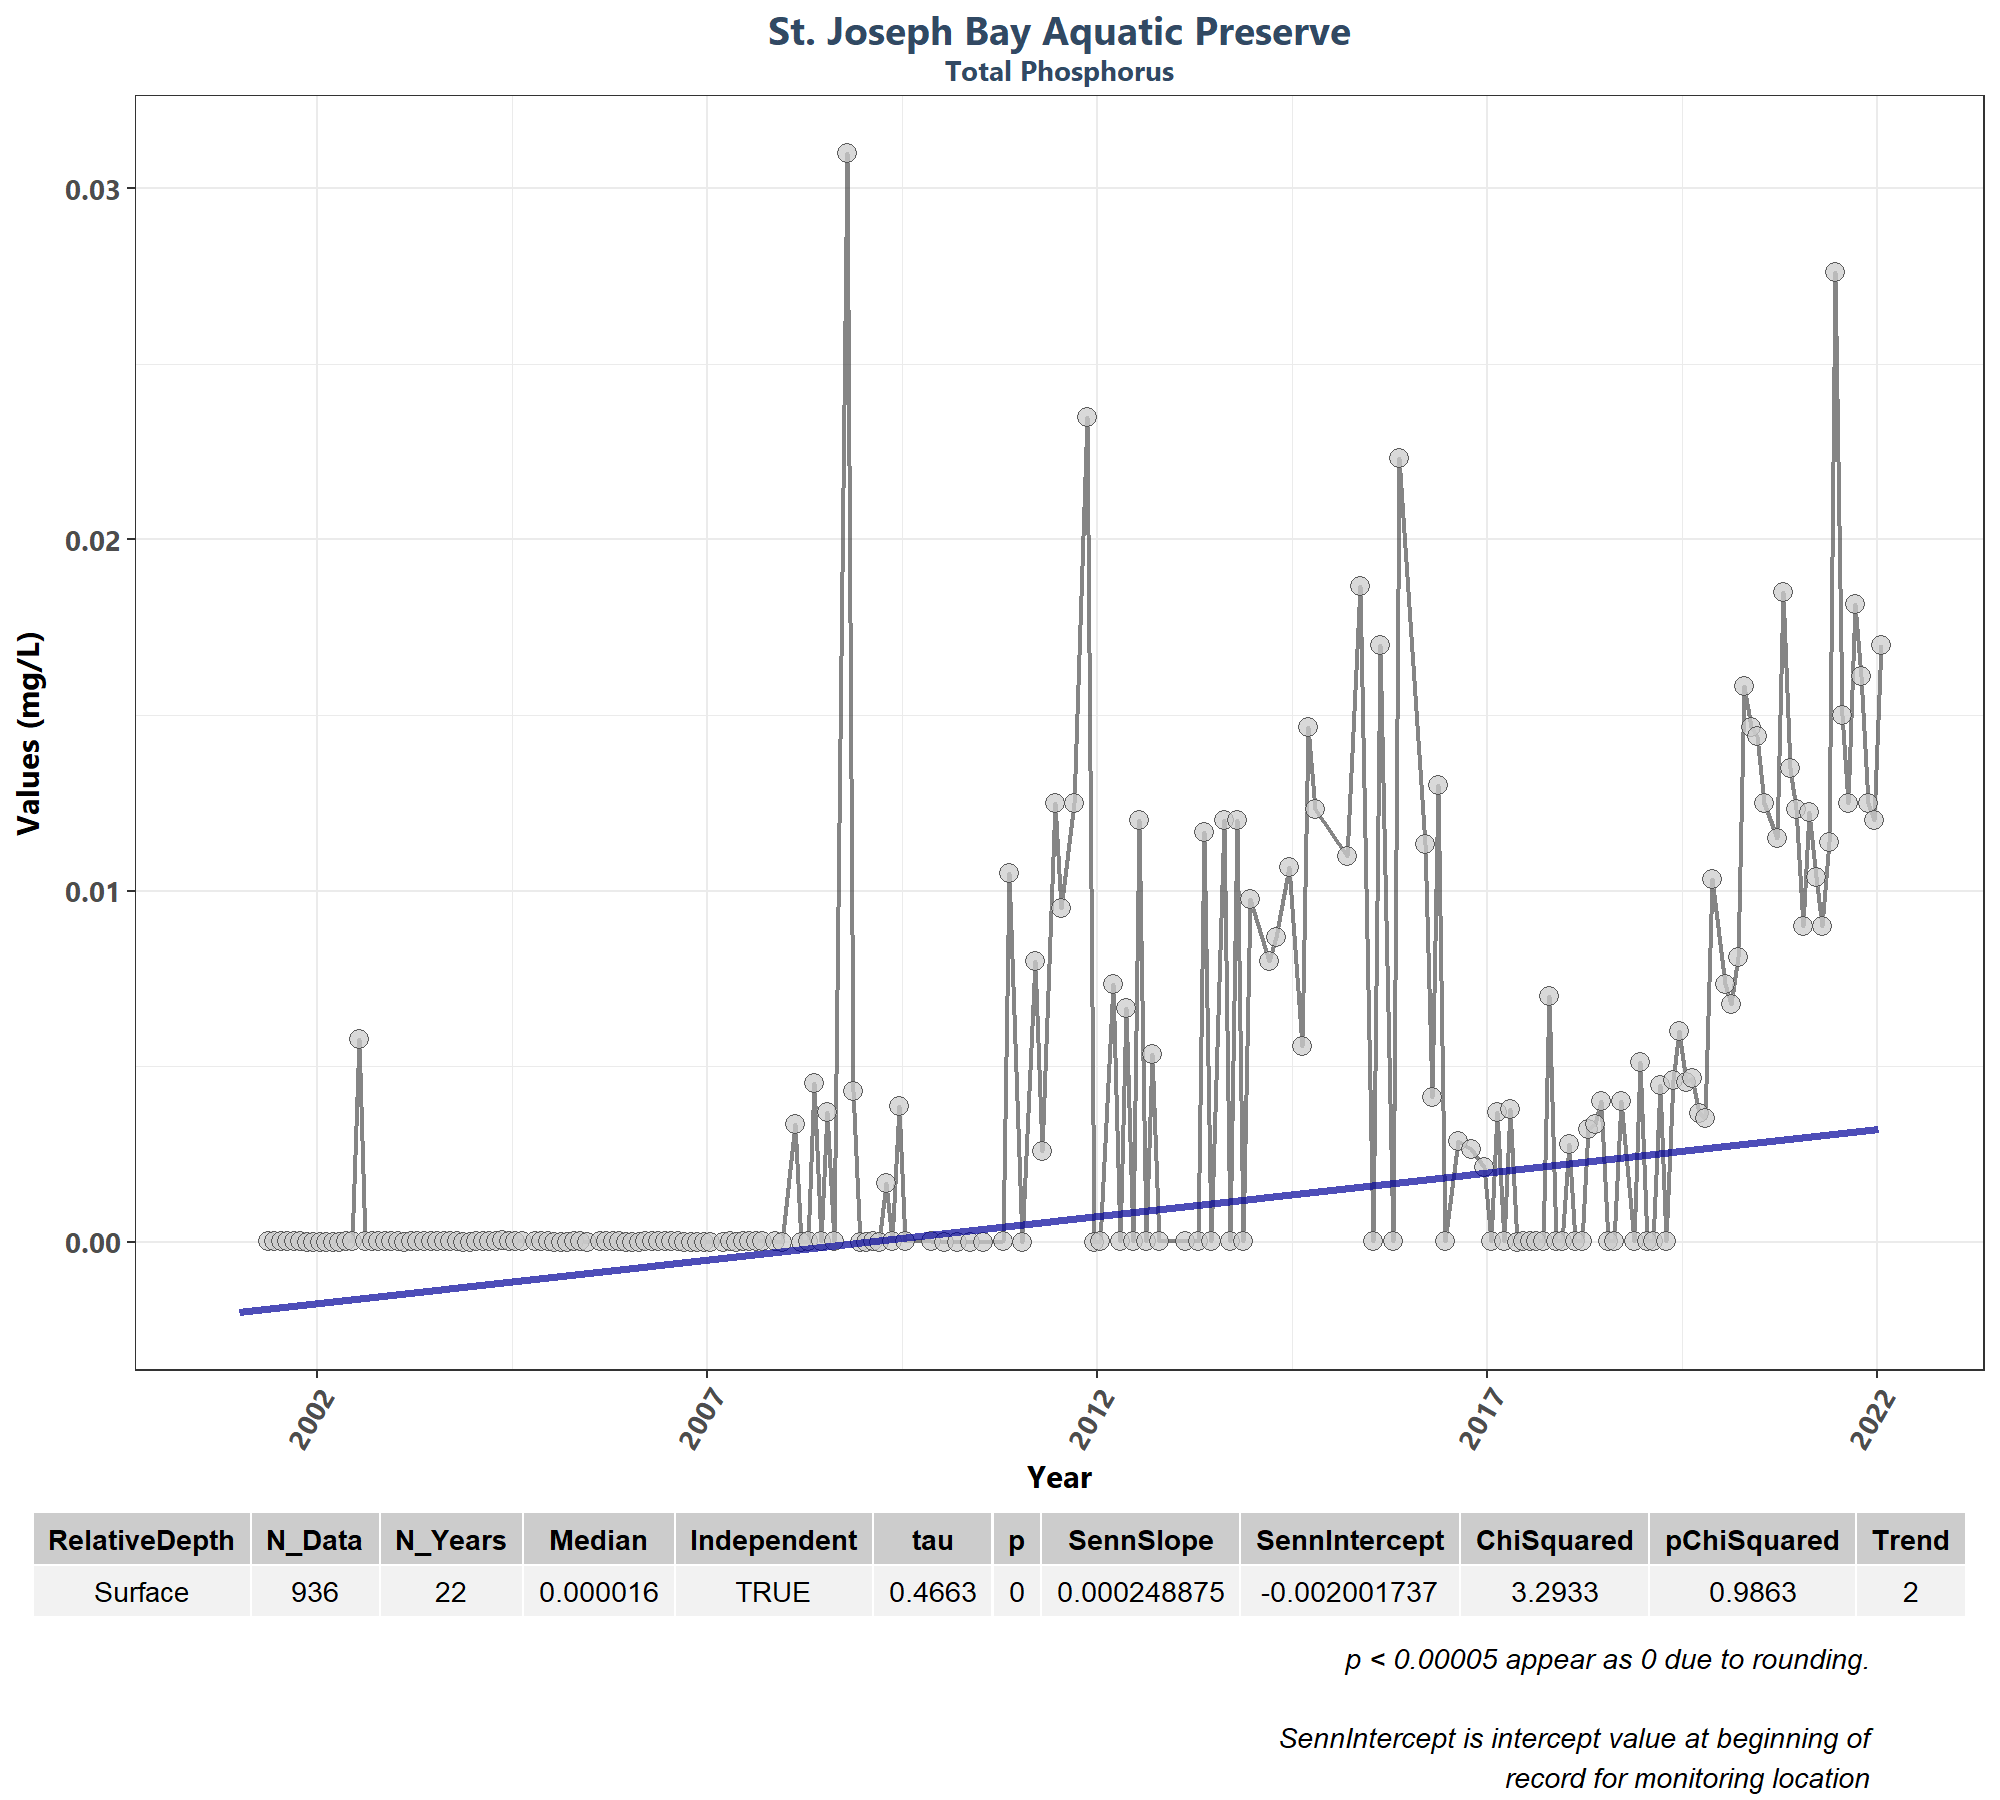 St. Joseph Bay Aquatic Preserve
Total Phosphorus
Values (mg/L)
0.03
0.02
0.01
0.00
2002 2007 2012 2017 2022
Year
RelativeDepth N_Data N_Years Median Independent tau p SennSlope SennIntercept ChiSquared pChiSquared Trend
Surface 936 22 0.000016 TRUE 0.4663 0 0.000248875 -0.002001737 3.2933 0.9863 2
p < 0.00005 appear as 0 due to rounding.
SennIntercept is intercept value at beginning of
record for monitoring location